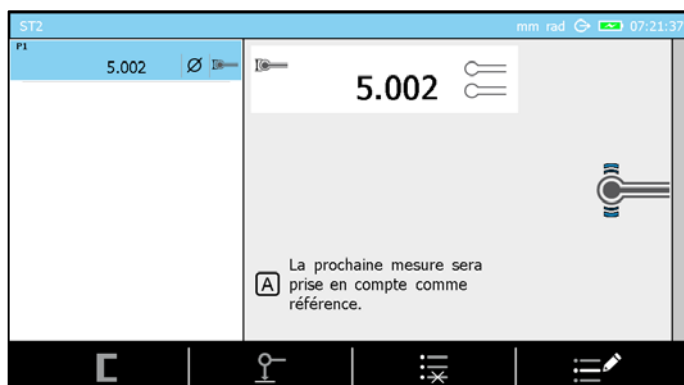 ST2
mm rad 07:21:37
P1
5.002 Ø
5.002
A
La prochaine mesure sera
prise en compte comme
référence.